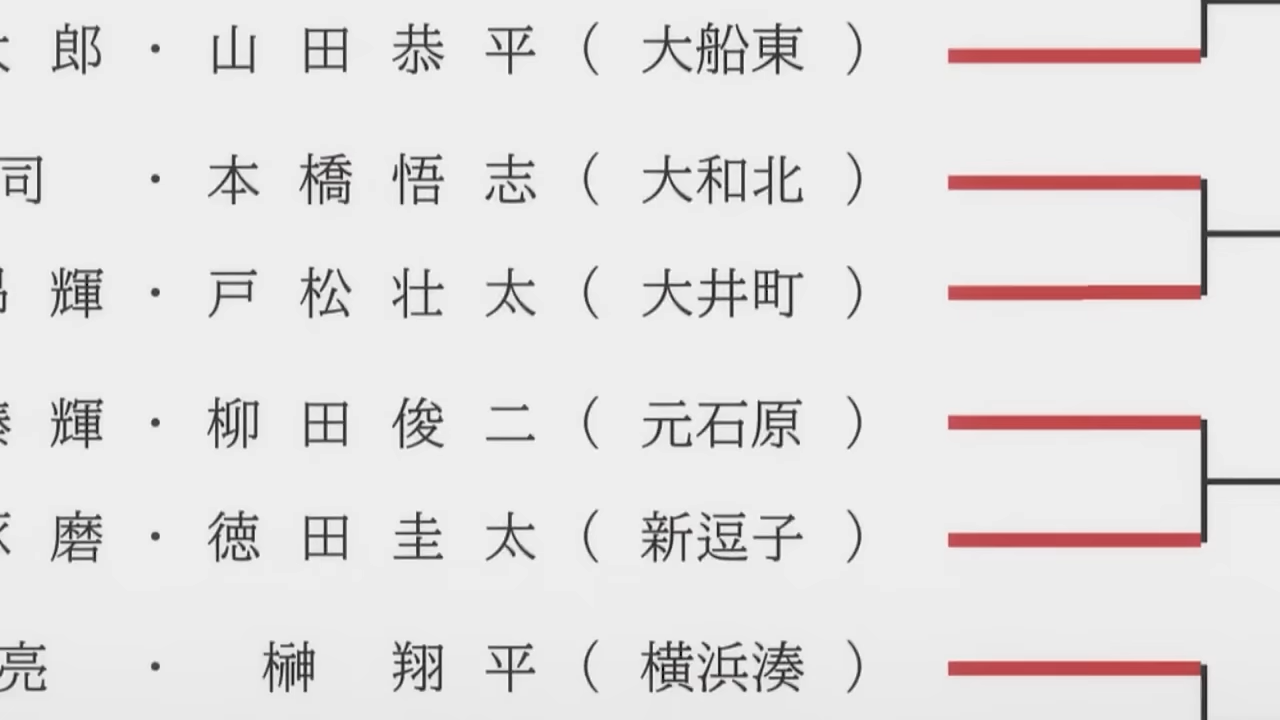 郎・山田恭平(大船東)
司・本橋悟志(大和北)
輝・戸松壮太(大井町)
輝・柳田俊二(元石原)
磨・徳田圭太(新逗子)
亮・榊翔平(横浜湊)